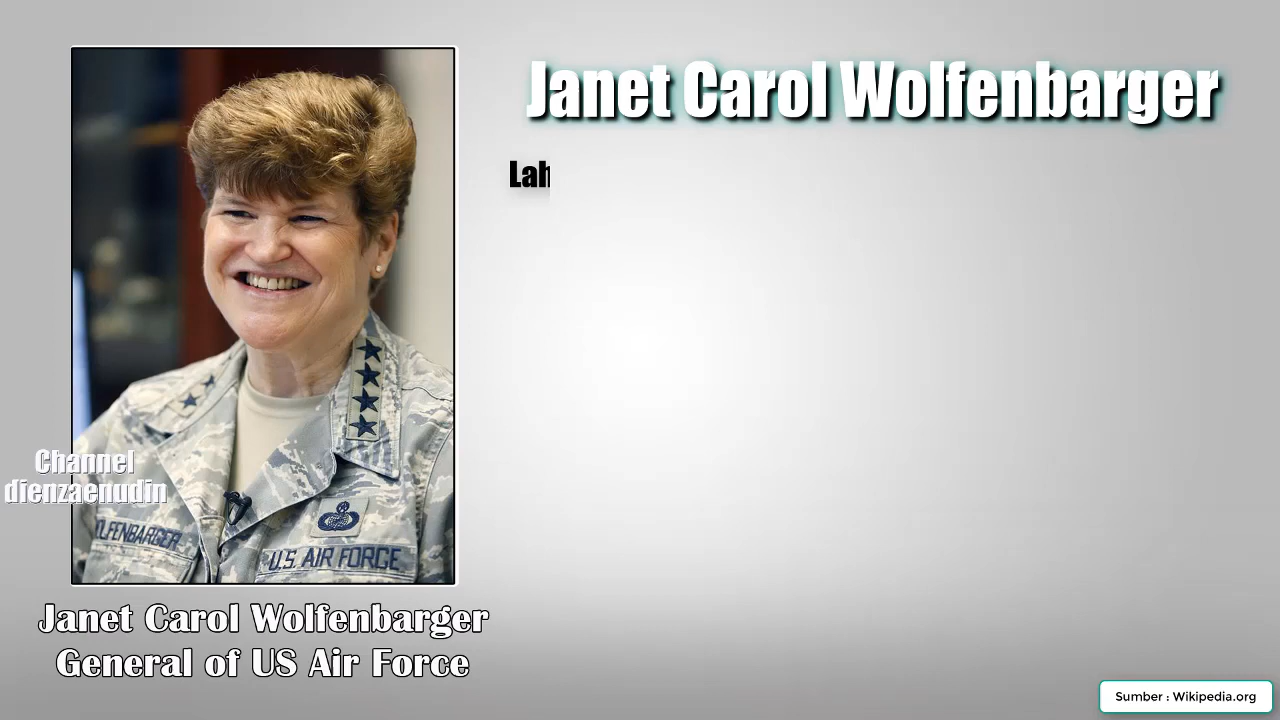 Janet Carol Wolfenbarger
Lah
Channel
dienzaenudin
OLFENBARGER
U.S. AIR FORCE
Janet Carol Wolfenbarger
General of US Air Force
Sumber : Wikipedia.org